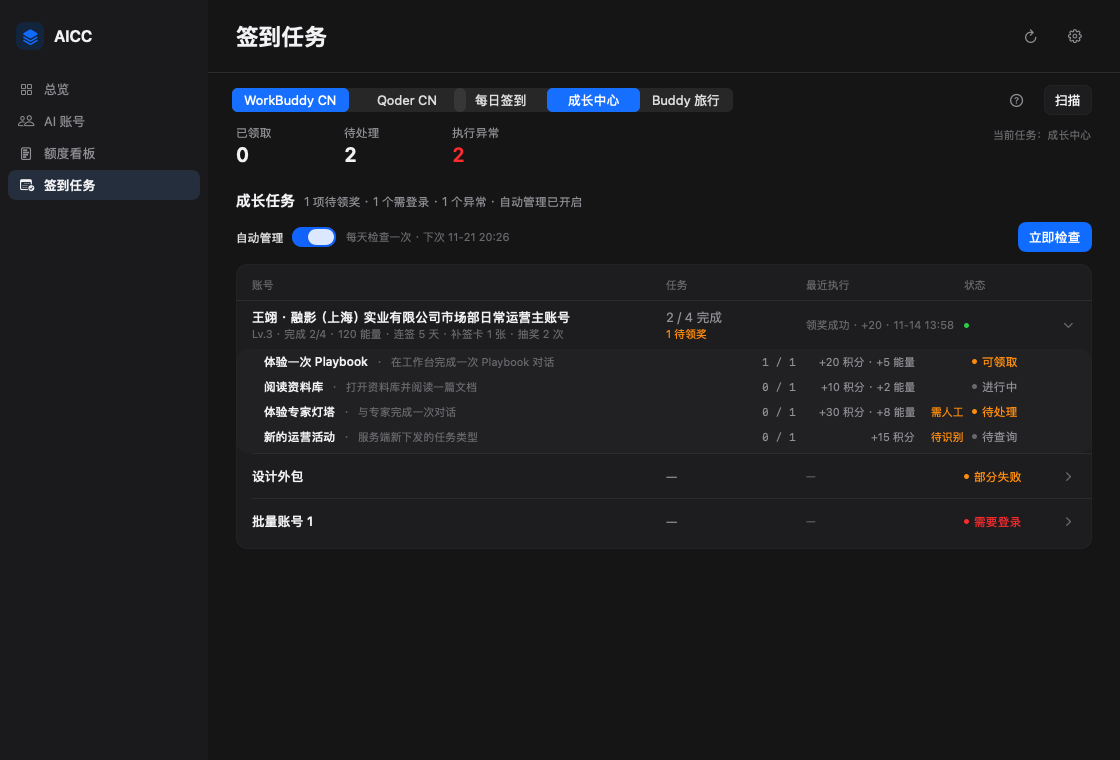 AICC
签到任务
总览
AI 账号
额度看板
签到任务
WorkBuddy CN
Qoder CN
每日签到
成长中心
Buddy 旅行
扫描
已领取
待处理
执行异常
当前任务: 成长中心
0
2
2
成长任务 1 项待领奖 · 1 个需登录 · 1 个异常 · 自动管理已开启
自动管理 每天检查一次 · 下次 11-21 20:26
立即检查
账号 任务 最近执行 状态
王翊 · 融影（上海）实业有限公司市场部日常运营主账号
Lv.3 · 完成 2/4 · 120 能量 · 连签 5 天 · 补签卡 1 张 · 抽奖 2 次
2 / 4 完成
1 待领奖
领奖成功 · +20 · 11-14 13:58
体验一次 Playbook · 在工作台完成一次 Playbook 对话 1 / 1 +20 积分 · +5 能量 可领取
阅读资料库 · 打开资料库并阅读一篇文档 0 / 1 +10 积分 · +2 能量 进行中
体验专家灯塔 · 与专家完成一次对话 0 / 1 +30 积分 · +8 能量 需人工 待处理
新的运营活动 · 服务端新下发的任务类型 0 / 1 +15 积分 待识别 待查询
设计外包 — — 部分失败
批量账号 1 — — 需要登录